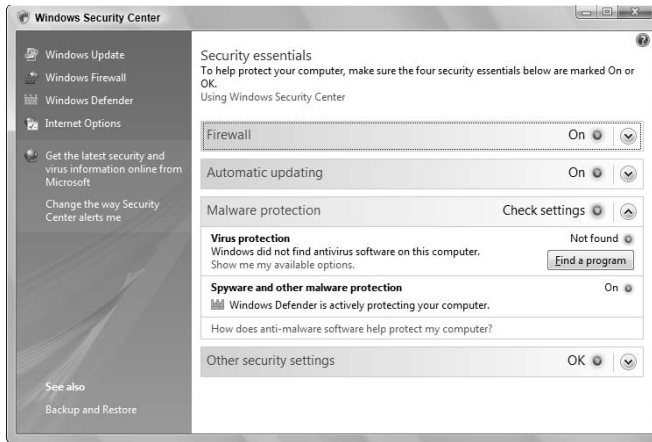 Windows Security Center
Windows Update
Windows Firewall
Windows Defender
Internet Options
Get the latest security and
virus information online from
Microsoft
Change the way Security
Center alerts me
See also
Backup and Restore
Security essentials
To help protect your computer, make sure the four security essentials below are marked On or
OK.
Using Windows Security Center
Firewall On
Automatic updating On
Malware protection Check settings
Virus protection Not found
Windows did not find antivirus software on this computer.
Show me my available options. Find a program
Spyware and other malware protection On
Windows Defender is actively protecting your computer.
How does anti-malware software help protect my computer?
Other security settings OK